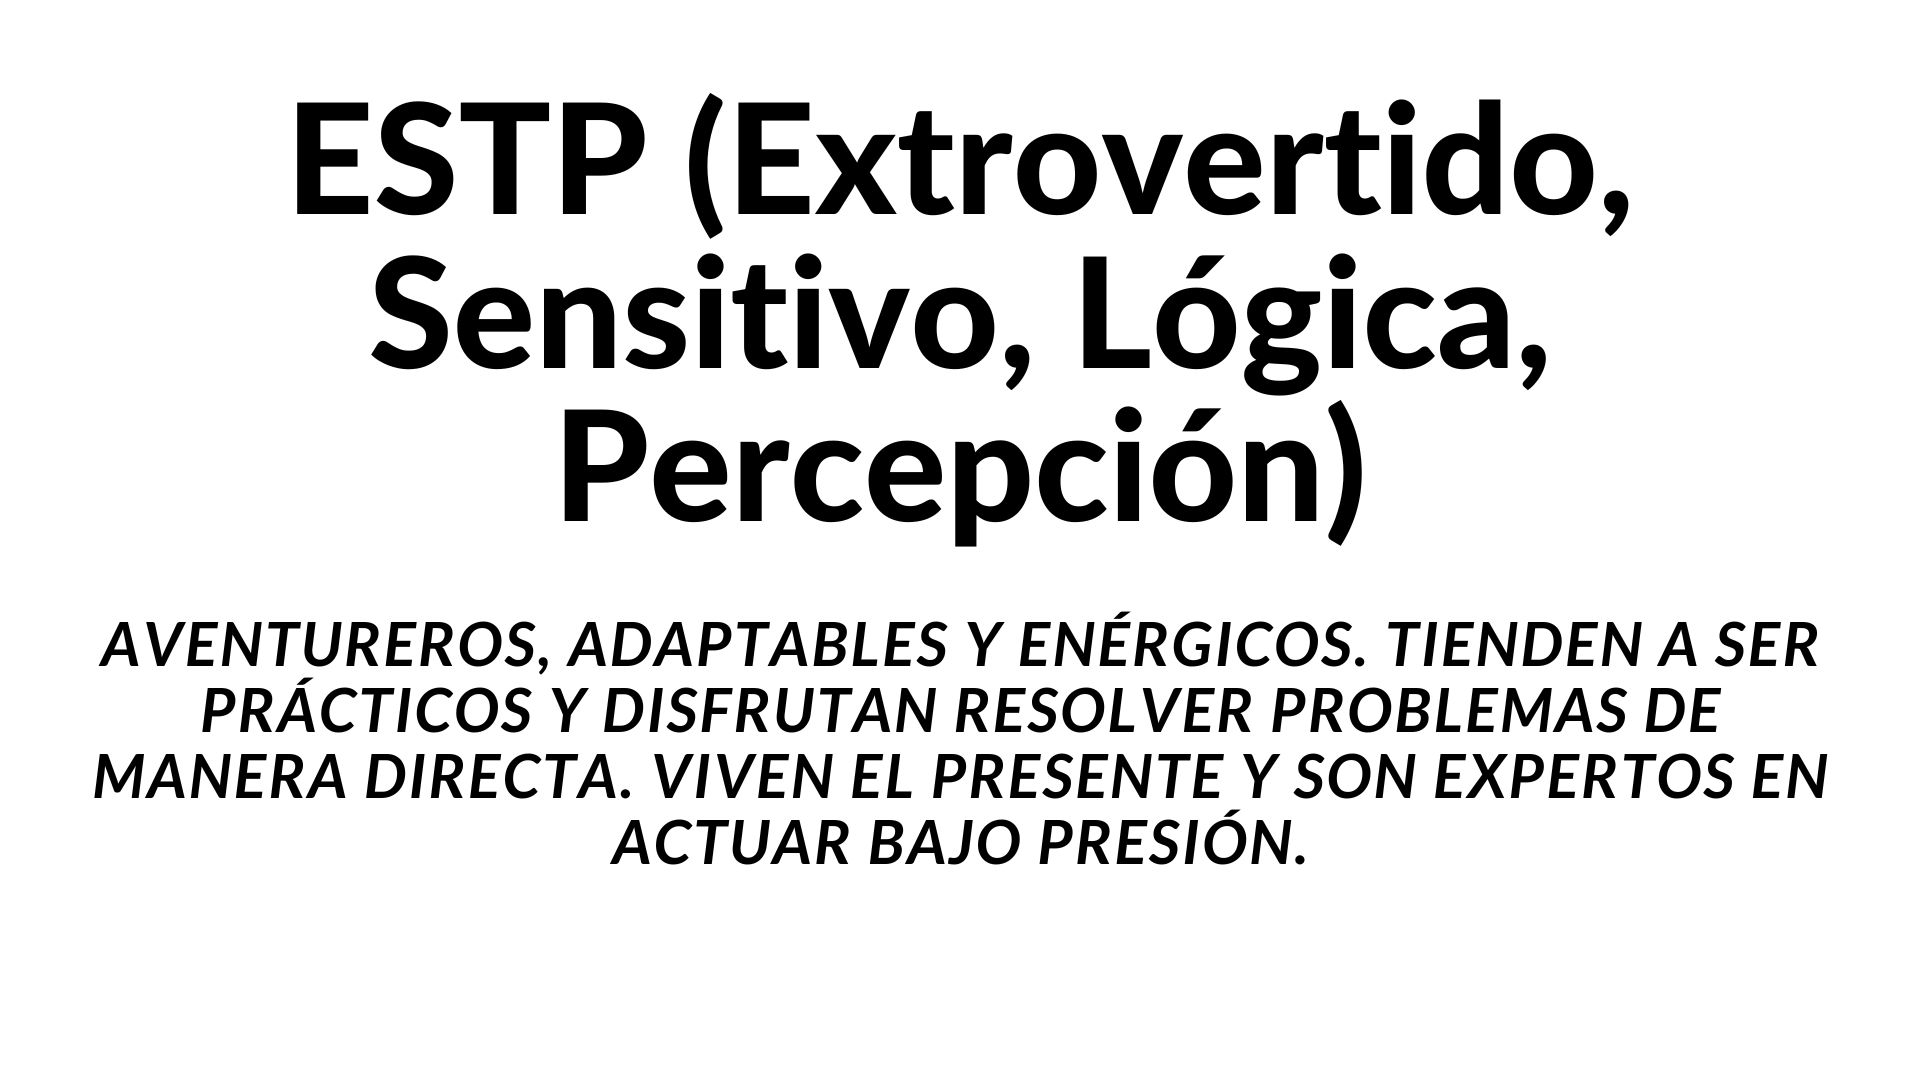 ESTP (Extrovertido,
Sensitivo, Lógica,
Percepción)
AVENTUREROS, ADAPTABLES Y ENÉRGICOS. TIENDEN A SER
PRÁCTICOS Y DISFRUTAN RESOLVER PROBLEMAS DE
MANERA DIRECTA. VIVEN EL PRESENTE Y SON EXPERTOS EN
ACTUAR BAJO PRESIÓN.